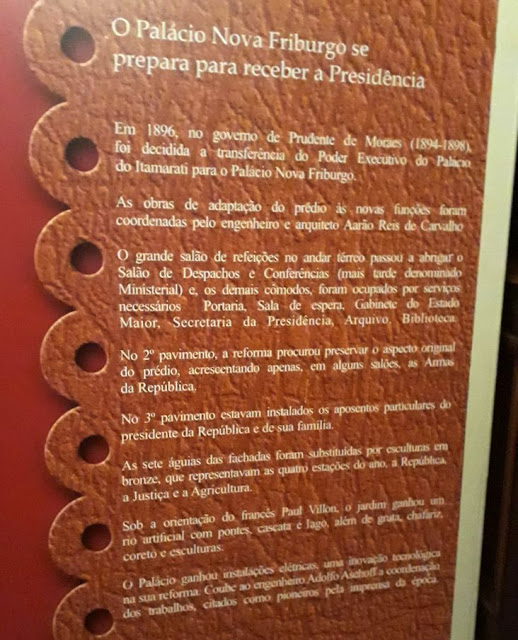 O Palácio Nova Friburgo se
prepara para receber a Presidência
Em 1896, no governo de Prudente de Moraes (1894-1898),
foi decidida a transferência do Poder Executivo do Palácio
do Itamarati para o Palácio Nova Friburgo.
As obras de adaptação do prédio às novas funções foram
coordenadas pelo engenheiro e arquiteto Aarão Reis de Carvalho
O grande salão de refeições no andar térreo passou a abrigar o
Salão de Despachos e Conferências (mais tarde denominado
Ministerial) e, os demais cômodos, foram ocupados por serviços
necessários Portaria, Sala de espera, Gabinete do Estado
Maior, Secretaria da Presidência, Arquivo, Biblioteca.
No 2º pavimento, a reforma procurou preservar o aspecto original
do prédio, acrescentando apenas, em alguns salões, as Armas
da República.
No 3º pavimento estavam instalados os aposentos particulares do
presidente da República e de sua família.
As sete águias das fachadas foram substituídas por esculturas em
bronze, que representavam as quatro estações do ano, a República,
a Justiça e a Agricultura.
Sob a orientação do francês Paul Villon, o jardim ganhou um
rio artificial com pontes, cascata e lago, além de gruta, chafariz,
coreto e esculturas.
O Palácio ganhou instalações elétricas, uma inovação tecnológica
na sua reforma. Coube ao engenheiro Adolfo Aschoff a coordenação
dos trabalhos, citados como pioneiros pela imprensa da época.